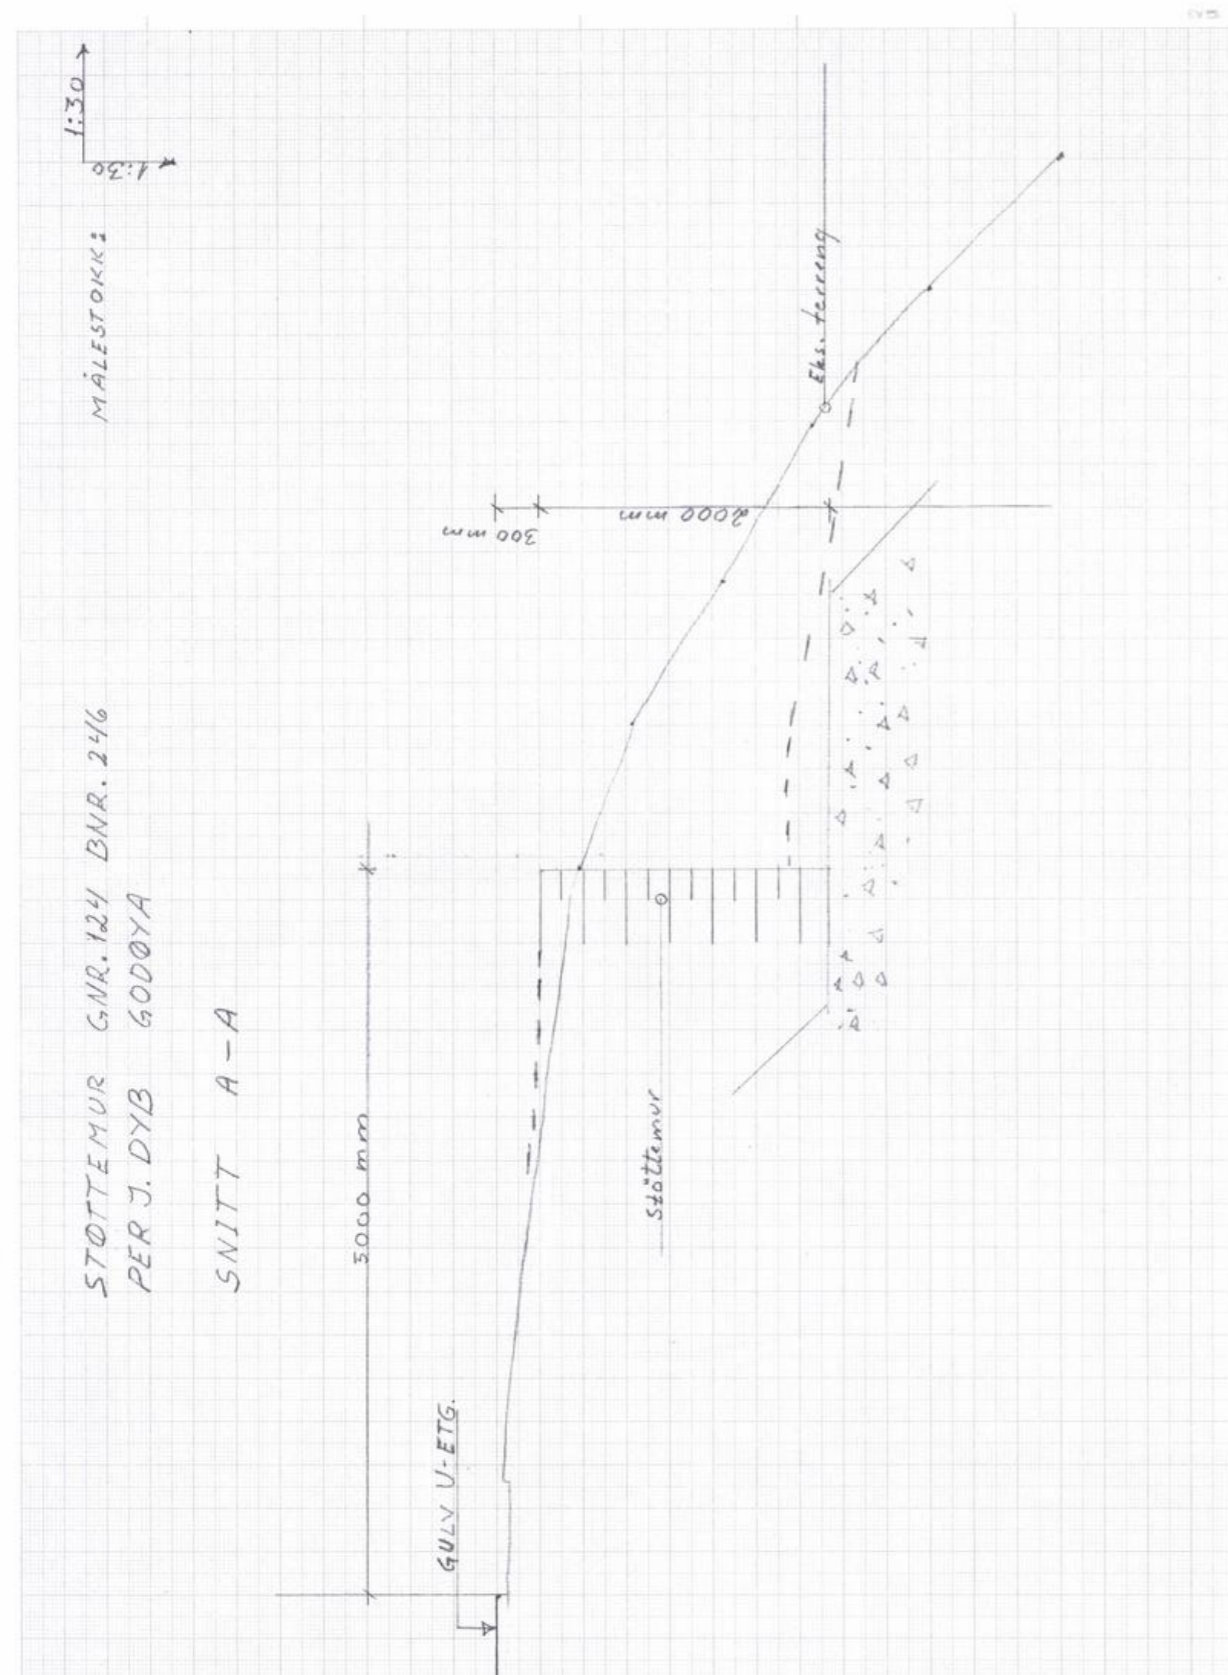 STØTTEMUR GNR. 124 BNR. 246
PER J. DYB GODØYA
SNITT A-A
MÅLESTOKK:
1:30
1:30
5000 mm
GULV U-ETG.
300 mm
2000 mm
Eks. terreng
Støttemur